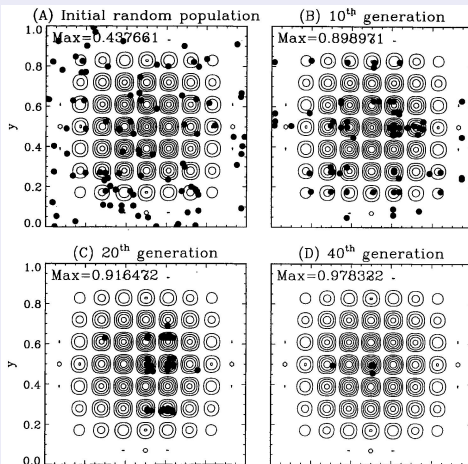 (A) Initial random population
Max=0.437661
1.0
0.8
0.6
0.4
0.2
0.0
y
(B) 10th generation
Max=0.898971
(C) 20th generation
Max=0.916472
1.0
0.8
0.6
0.4
0.2
0.0
y
(D) 40th generation
Max=0.978322